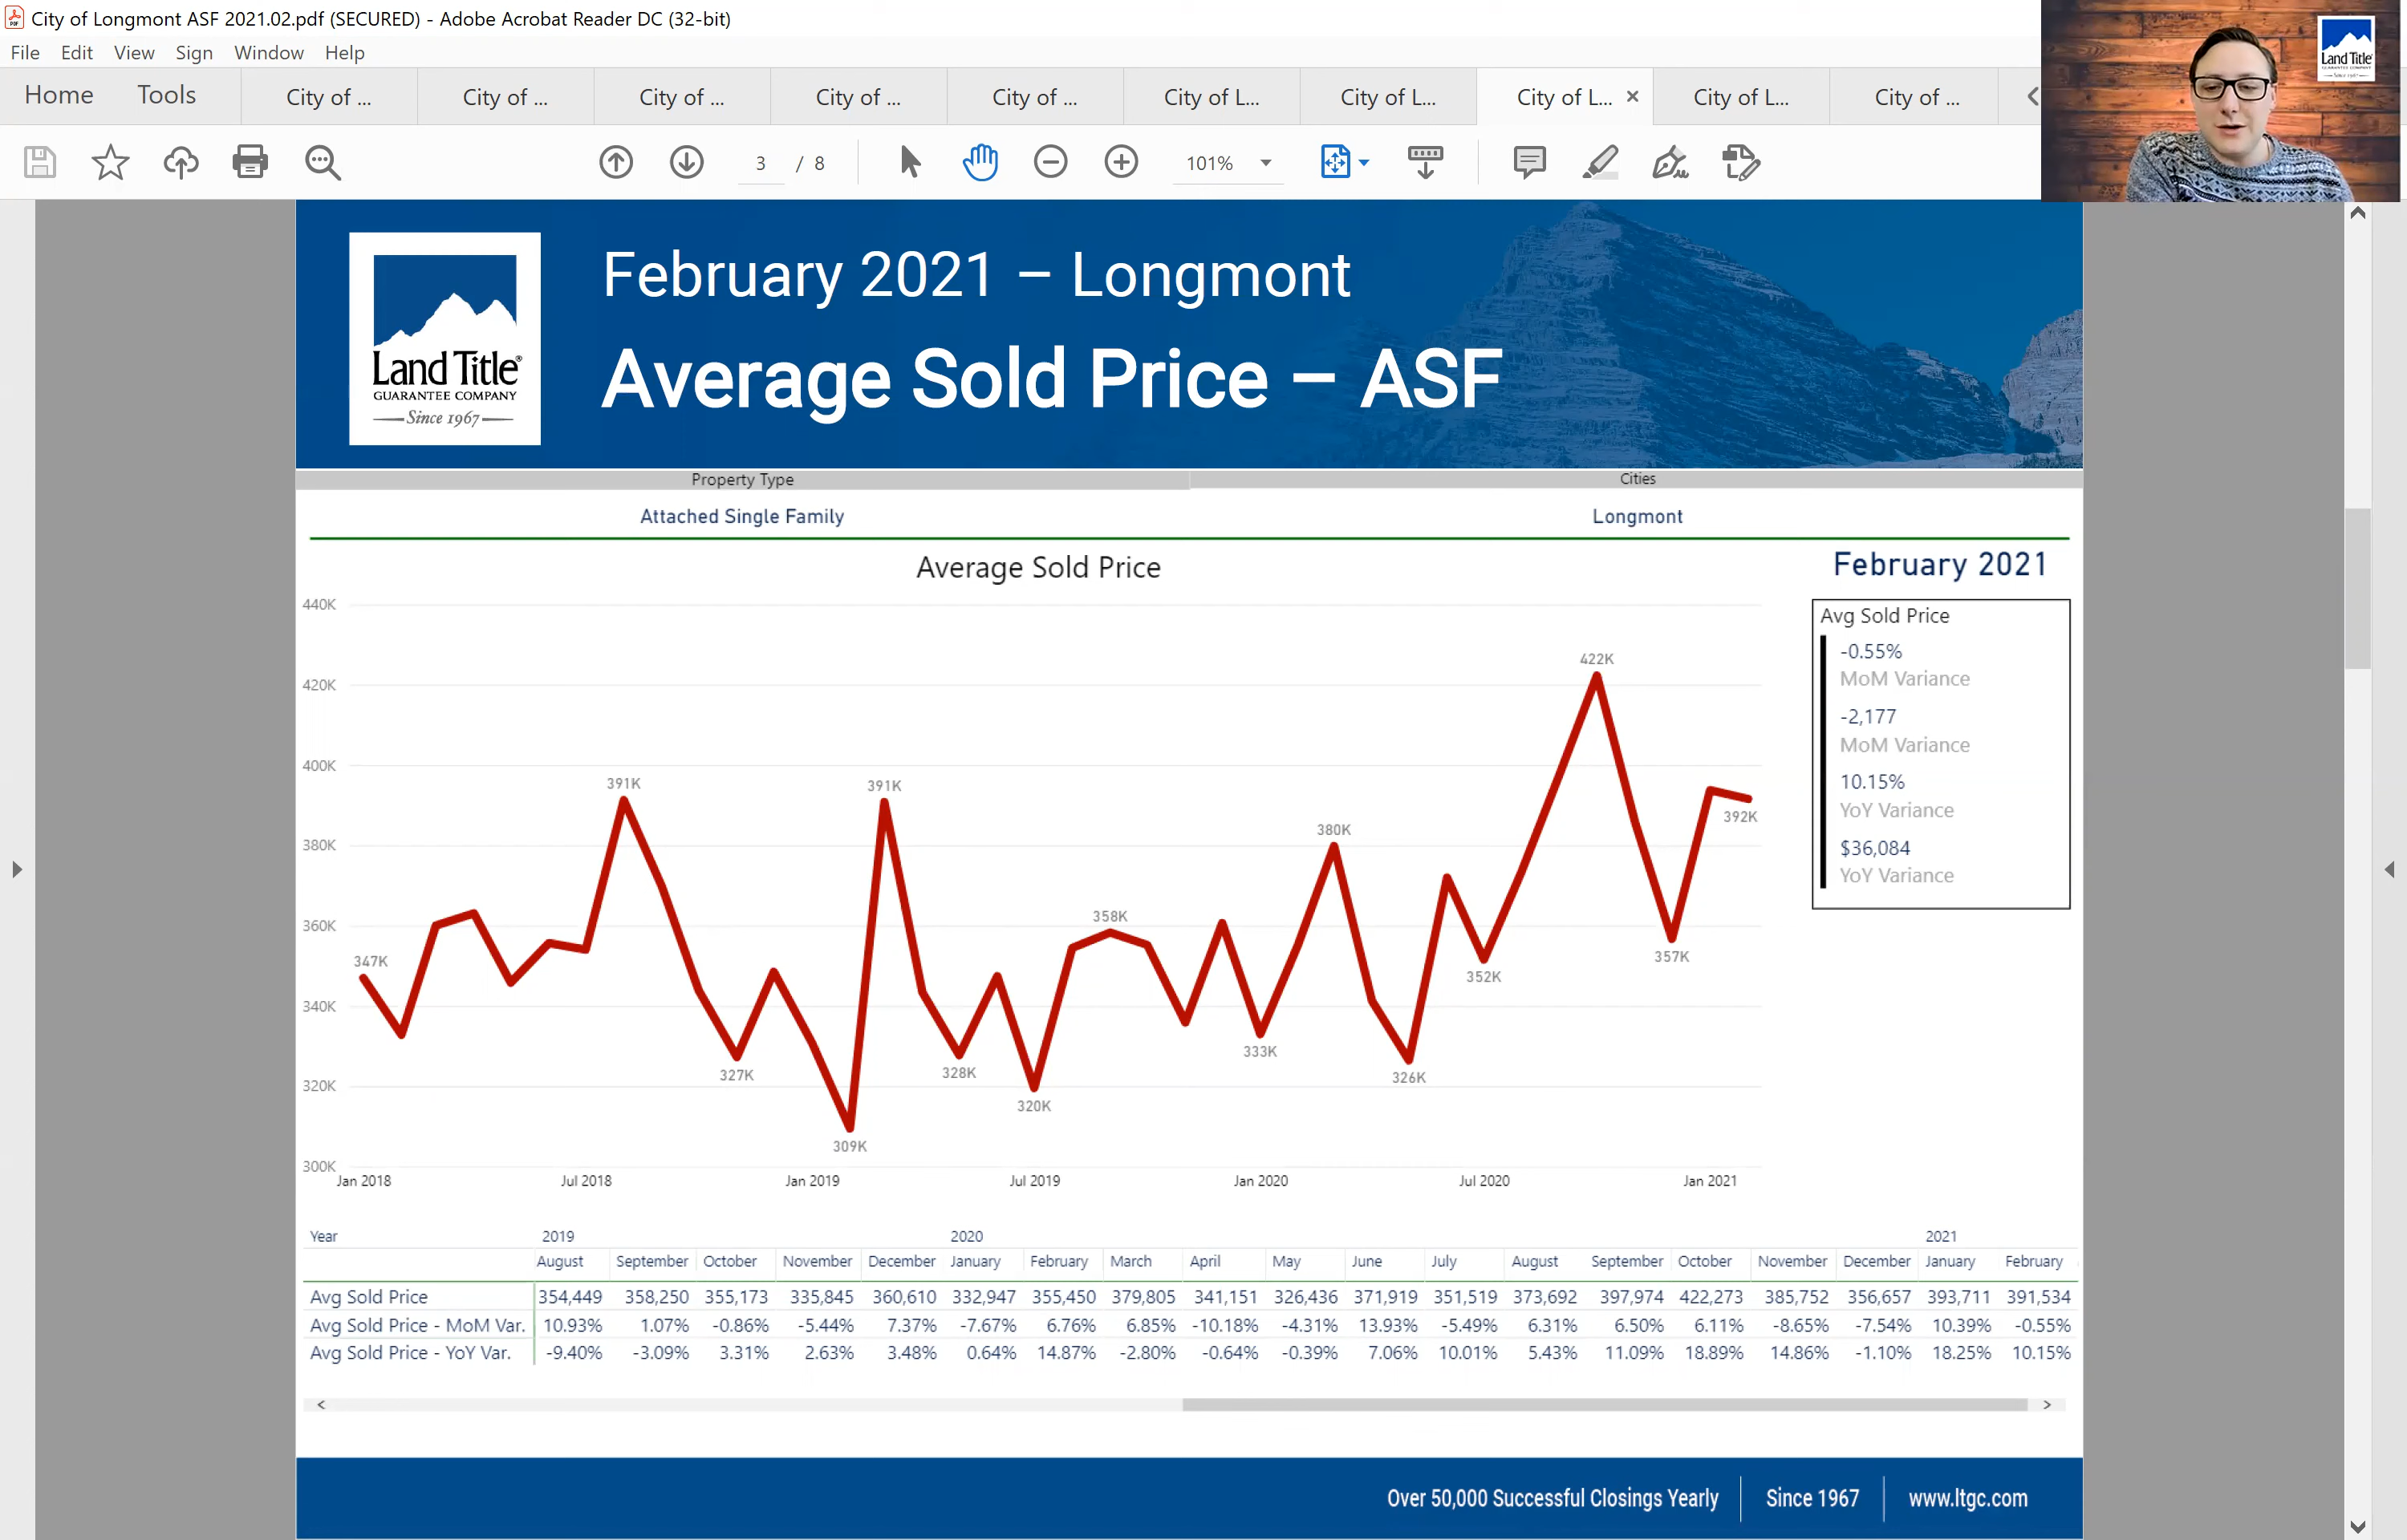 City of Longmont ASF 2021.02.pdf (SECURED) - Adobe Acrobat Reader DC (32-bit)
File Edit View Sign Window Help
Home Tools City of ... City of ... City of ... City of ... City of ... City of L... City of L... City of L... × City of L... City of ...
3 / 8 101%
Land Title
GUARANTEE COMPANY
Since 1967
February 2021 – Longmont
Average Sold Price – ASF
Land Title®
GUARANTEE COMPANY
Since 1967
Property Type Cities
Attached Single Family Longmont
Average Sold Price
February 2021
440K
420K
400K
380K
360K
340K
320K
300K
347K
391K
327K
309K
391K
328K
320K
358K
333K
380K
326K
352K
422K
357K
392K
Jan 2018 Jul 2018 Jan 2019 Jul 2019 Jan 2020 Jul 2020 Jan 2021
Avg Sold Price
-0.55%
MoM Variance
-2,177
MoM Variance
10.15%
YoY Variance
$36,084
YoY Variance
Year 2019 2020 2021
August September October November December January February March April May June July August September October November December January February
Avg Sold Price 354,449 358,250 355,173 335,845 360,610 332,947 355,450 379,805 341,151 326,436 371,919 351,519 373,692 397,974 422,273 385,752 356,657 393,711 391,534
Avg Sold Price - MoM Var. 10.93% 1.07% -0.86% -5.44% 7.37% -7.67% 6.76% 6.85% -10.18% -4.31% 13.93% -5.49% 6.31% 6.50% 6.11% -8.65% -7.54% 10.39% -0.55%
Avg Sold Price - YoY Var. -9.40% -3.09% 3.31% 2.63% 3.48% 0.64% 14.87% -2.80% -0.64% -0.39% 7.06% 10.01% 5.43% 11.09% 18.89% 14.86% -1.10% 18.25% 10.15%
Over 50,000 Successful Closings Yearly Since 1967 www.ltgc.com